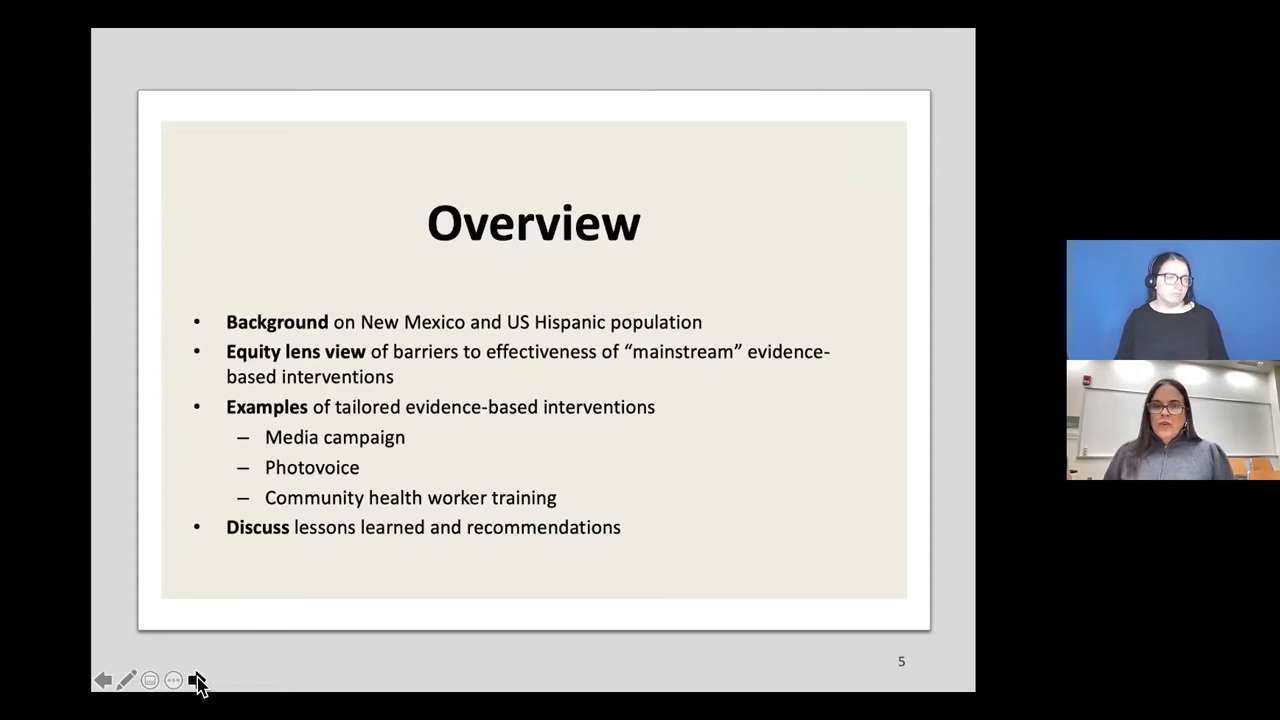 Overview
• Background on New Mexico and US Hispanic population
• Equity lens view of barriers to effectiveness of “mainstream” evidence-
based interventions
• Examples of tailored evidence-based interventions
– Media campaign
– Photovoice
– Community health worker training
• Discuss lessons learned and recommendations
5